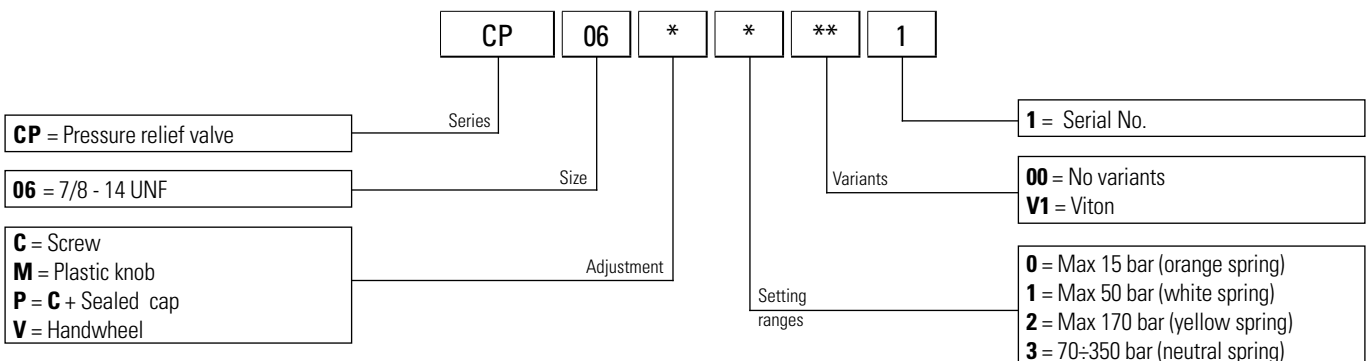 CP 06 * * ** 1
Series
CP = Pressure relief valve
Size
06 = 7/8 - 14 UNF
Adjustment
C = Screw
M = Plastic knob
P = C + Sealed cap
V = Handwheel
1 = Serial No.
Variants
00 = No variants
V1 = Viton
Setting
ranges
0 = Max 15 bar (orange spring)
1 = Max 50 bar (white spring)
2 = Max 170 bar (yellow spring)
3 = 70÷350 bar (neutral spring)